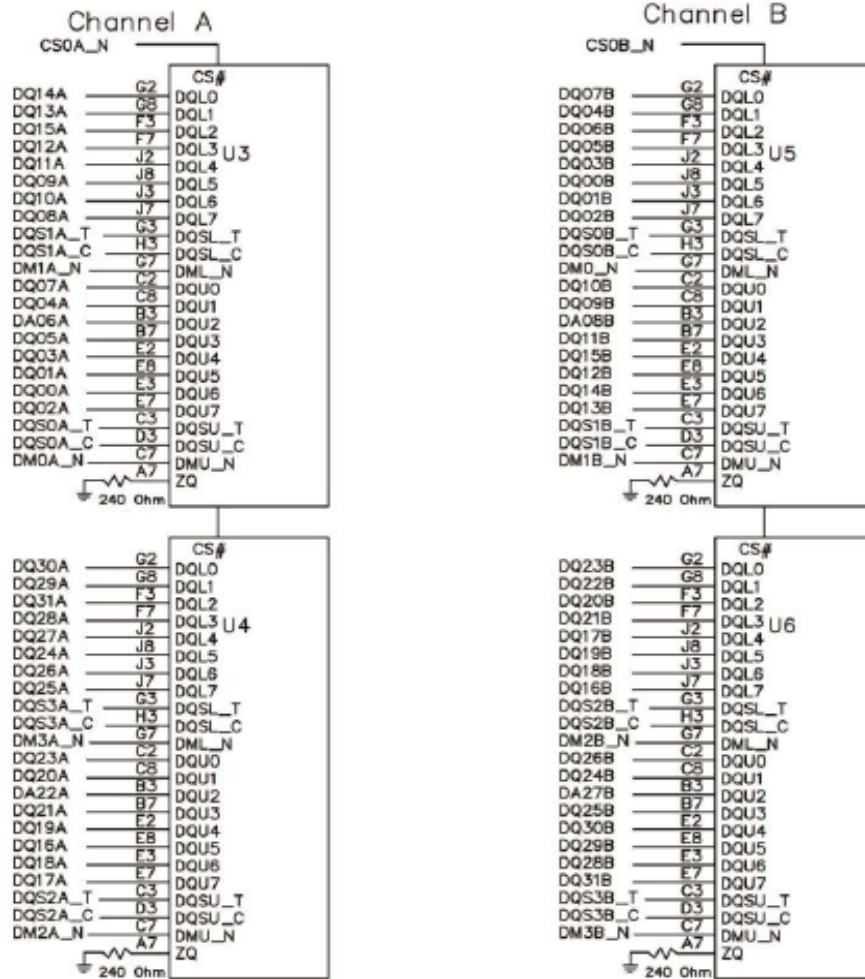 Channel A
CS0A_N
CS#
DQ14A G2 DQL0
DQ13A G8 DQL1
DQ15A F3 DQL2
DQ12A F7 DQL3 U3
DQ11A J2 DQL4
DQ09A J8 DQL5
DQ10A J3 DQL6
DQ08A J7 DQL7
DQS1A_T G3 DQSL_T
DQS1A_C H3 DQSL_C
DM1A_N G7 DML_N
DQ07A C2 DQU0
DQ04A C8 DQU1
DA06A B3 DQU2
DQ05A B7 DQU3
DQ03A E2 DQU4
DQ01A E8 DQU5
DQ00A E3 DQU6
DQ02A E7 DQU7
DQS0A_T C3 DQSU_T
DQS0A_C D3 DQSU_C
DM0A_N C7 DMU_N
A7 ZQ
240 Ohm
CS#
DQ30A G2 DQL0
DQ29A G8 DQL1
DQ31A F3 DQL2
DQ28A F7 DQL3 U4
DQ27A J2 DQL4
DQ24A J8 DQL5
DQ26A J3 DQL6
DQ25A J7 DQL7
DQS3A_T G3 DQSL_T
DQS3A_C H3 DQSL_C
DM3A_N G7 DML_N
DQ23A C2 DQU0
DQ20A C8 DQU1
DA22A B3 DQU2
DQ21A B7 DQU3
DQ19A E2 DQU4
DQ16A E8 DQU5
DQ18A E3 DQU6
DQ17A E7 DQU7
DQS2A_T C3 DQSU_T
DQS2A_C D3 DQSU_C
DM2A_N C7 DMU_N
A7 ZQ
240 Ohm
Channel B
CS0B_N
CS#
DQ07B G2 DQL0
DQ04B G8 DQL1
DQ06B F3 DQL2
DQ05B F7 DQL3 U5
DQ03B J2 DQL4
DQ00B J8 DQL5
DQ01B J3 DQL6
DQ02B J7 DQL7
DQS0B_T G3 DQSL_T
DQS0B_C H3 DQSL_C
DM0_N G7 DML_N
DQ10B C2 DQU0
DQ09B C8 DQU1
DA08B B3 DQU2
DQ11B B7 DQU3
DQ15B E2 DQU4
DQ12B E8 DQU5
DQ14B E3 DQU6
DQ13B E7 DQU7
DQS1B_T C3 DQSU_T
DQS1B_C D3 DQSU_C
DM1B_N C7 DMU_N
A7 ZQ
240 Ohm
CS#
DQ23B G2 DQL0
DQ22B G8 DQL1
DQ20B F3 DQL2
DQ21B F7 DQL3 U6
DQ17B J2 DQL4
DQ19B J8 DQL5
DQ18B J3 DQL6
DQ16B J7 DQL7
DQS2B_T G3 DQSL_T
DQS2B_C H3 DQSL_C
DM2B_N G7 DML_N
DQ26B C2 DQU0
DQ24B C8 DQU1
DA27B B3 DQU2
DQ25B B7 DQU3
DQ30B E2 DQU4
DQ29B E8 DQU5
DQ28B E3 DQU6
DQ31B E7 DQU7
DQS3B_T C3 DQSU_T
DQS3B_C D3 DQSU_C
DM3B_N C7 DMU_N
A7 ZQ
240 Ohm